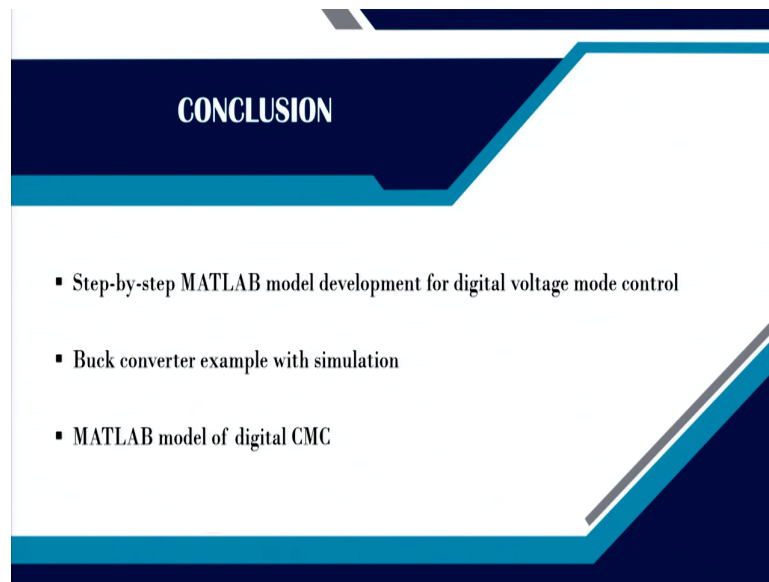 CONCLUSION
▪ Step-by-step MATLAB model development for digital voltage mode control
▪ Buck converter example with simulation
▪ MATLAB model of digital CMC